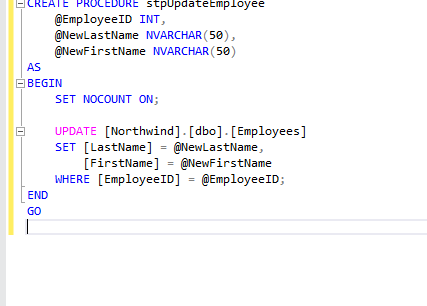 CREATE PROCEDURE stpUpdateEmployee
@EmployeeID INT,
@NewLastName NVARCHAR(50),
@NewFirstName NVARCHAR(50)
AS
BEGIN
SET NOCOUNT ON;
UPDATE [Northwind].[dbo].[Employees]
SET [LastName] = @NewLastName,
[FirstName] = @NewFirstName
WHERE [EmployeeID] = @EmployeeID;
END
GO